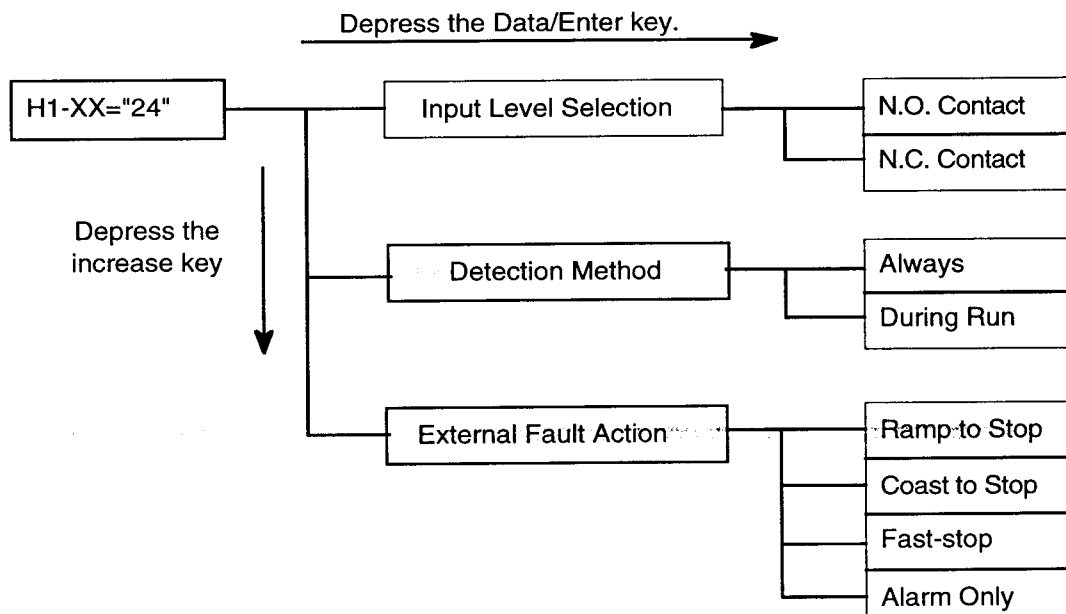 Depress the Data/Enter key.
H1-XX="24"
Input Level Selection
N.O. Contact
N.C. Contact
Depress the
increase key
Detection Method
Always
During Run
External Fault Action
Ramp to Stop
Coast to Stop
Fast-stop
Alarm Only